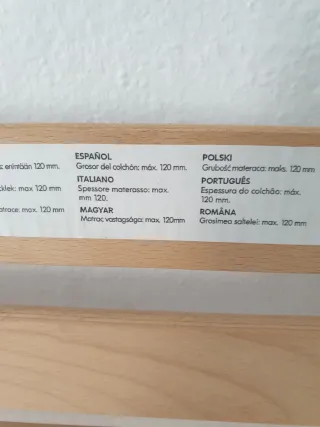 s: enintään 120 mm.
klek: max 120 mm
atrace: max. 120 mm
ESPAÑOL
Grosor del colchón: máx. 120 mm.
ITALIANO
Spessore materasso: max.
mm 120.
MAGYAR
Matrac vastagsága: max. 120mm
POLSKI
Grubość materaca: maks. 120 mm
PORTUGUÊS
Espessura do colchão: máx.
120 mm.
ROMÂNA
Grosimea saltelei: max. 120 mm